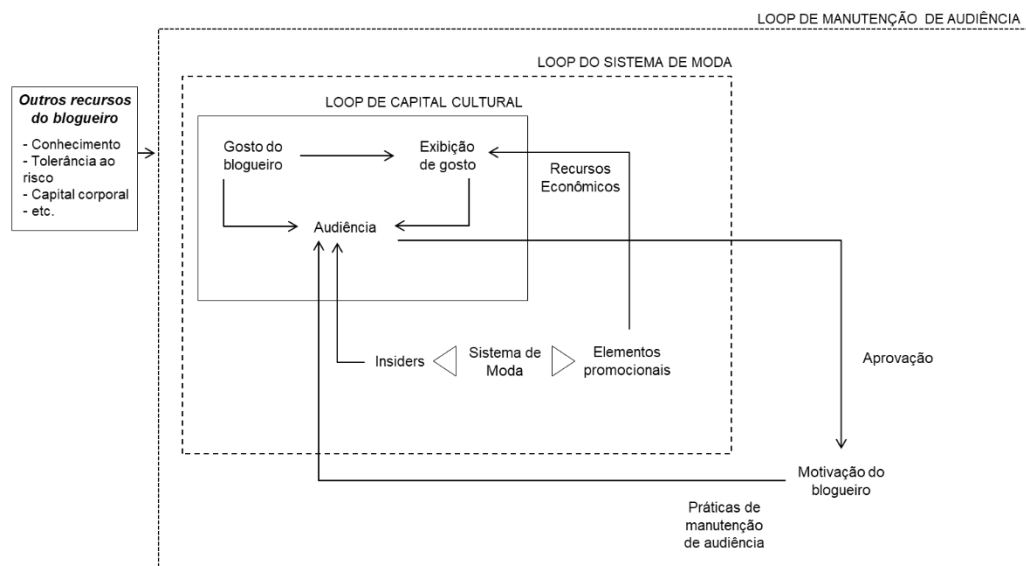 LOOP DE MANUTENÇÃO DE AUDIÊNCIA
LOOP DO SISTEMA DE MODA
LOOP DE CAPITAL CULTURAL
Outros recursos
do blogueiro
- Conhecimento
- Tolerância ao
risco
- Capital corporal
- etc.
Gosto do
blogueiro
Exibição
de gosto
Recursos
Econômicos
Audiência
Insiders
Sistema de
Moda
Elementos
promocionais
Aprovação
Motivação do
blogueiro
Práticas de
manutenção
de audiência